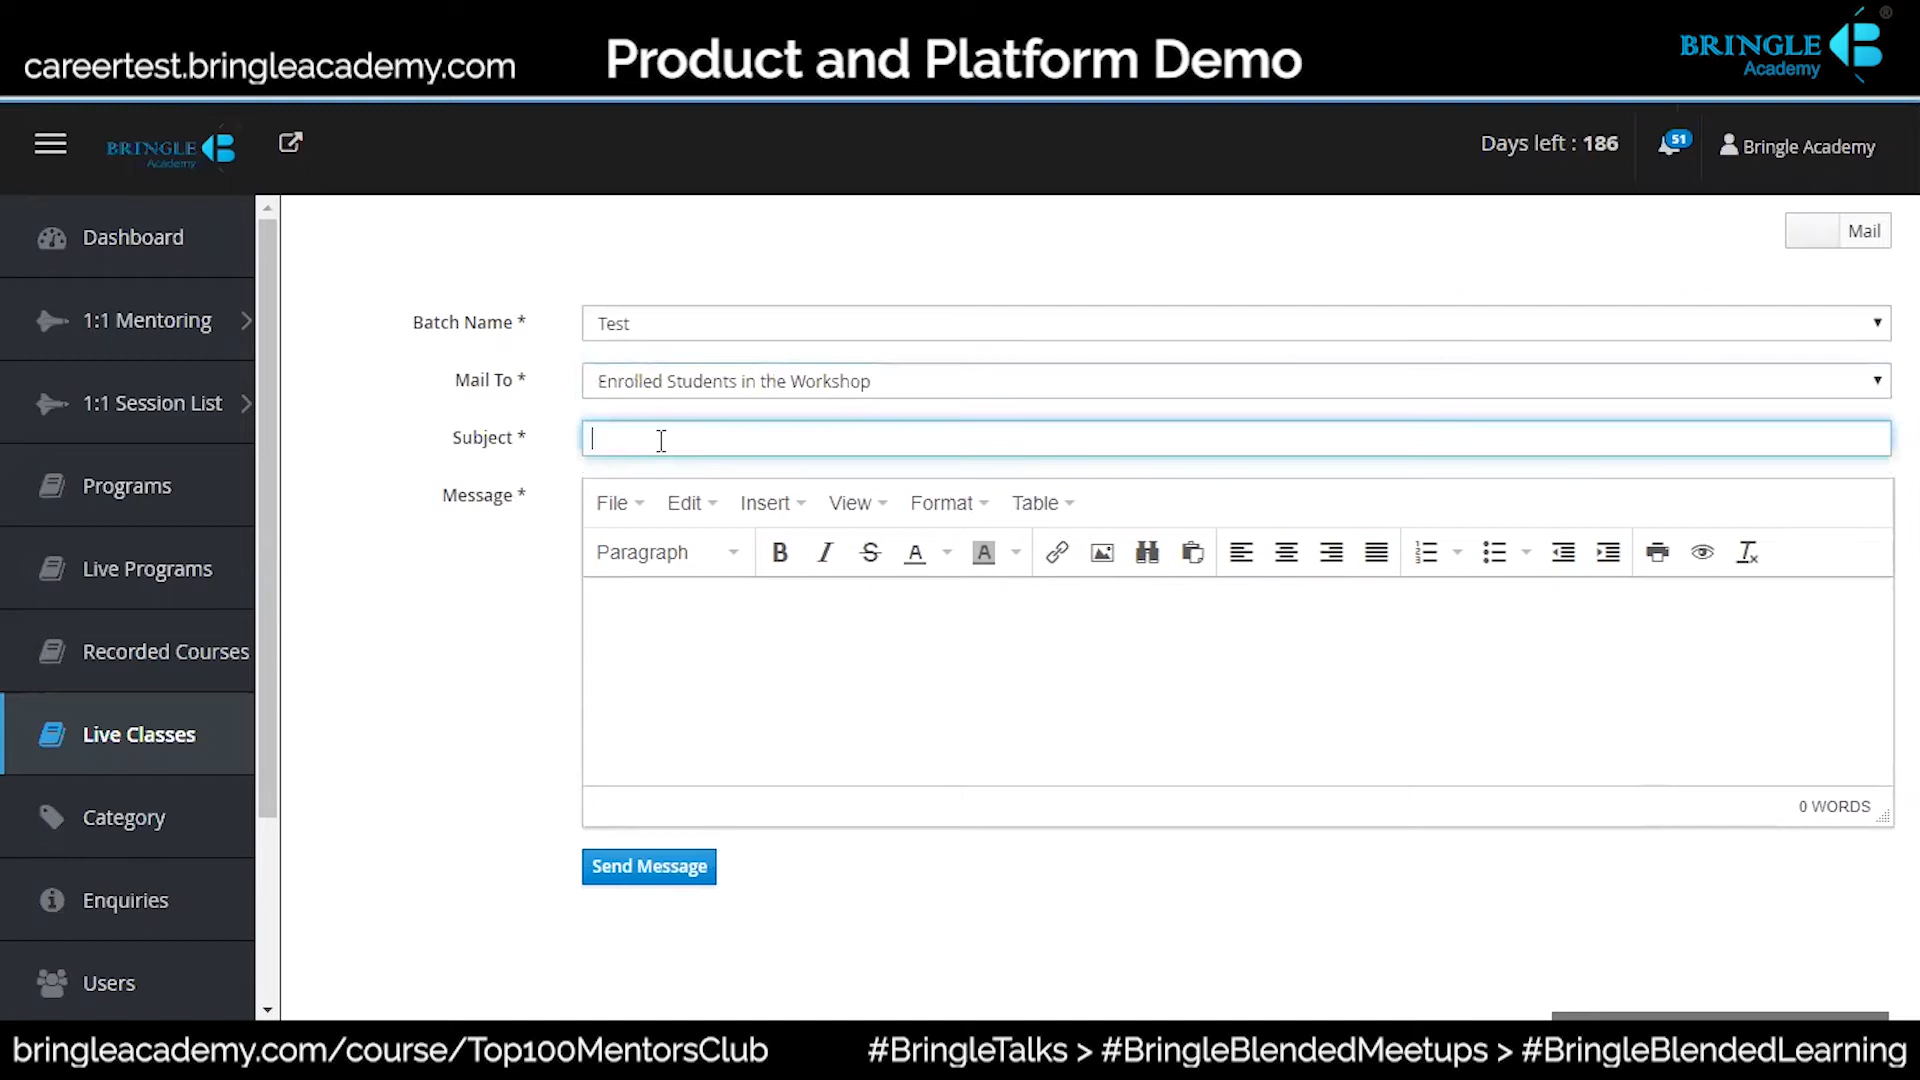 careertest.bringleacademy.com
Product and Platform Demo
BRINGLE
Academy
®
BRINGLE
Academy
Days left : 186
51
Bringle Academy
Dashboard
1:1 Mentoring
1:1 Session List
Programs
Live Programs
Recorded Courses
Live Classes
Category
Enquiries
Users
Mail
Batch Name *
Test
Mail To *
Enrolled Students in the Workshop
Subject *
Message *
File Edit Insert View Format Table
Paragraph
0 WORDS
Send Message
bringleacademy.com/course/Top100MentorsClub
#BringleTalks > #BringleBlendedMeetups > #BringleBlendedLearning